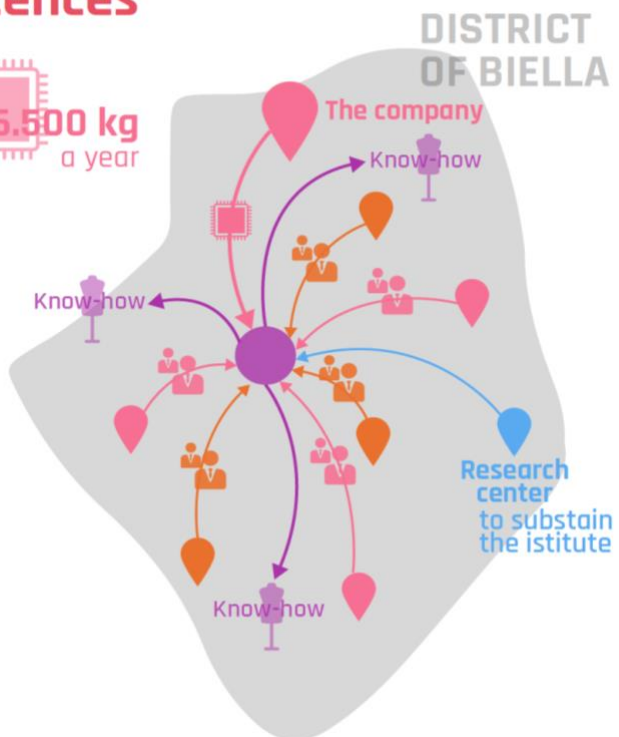 DISTRICT
OF BIELLA
.500 kg
a year
The company
Know-how
Know-how
Research
center
to substain
the istitute
Know-how